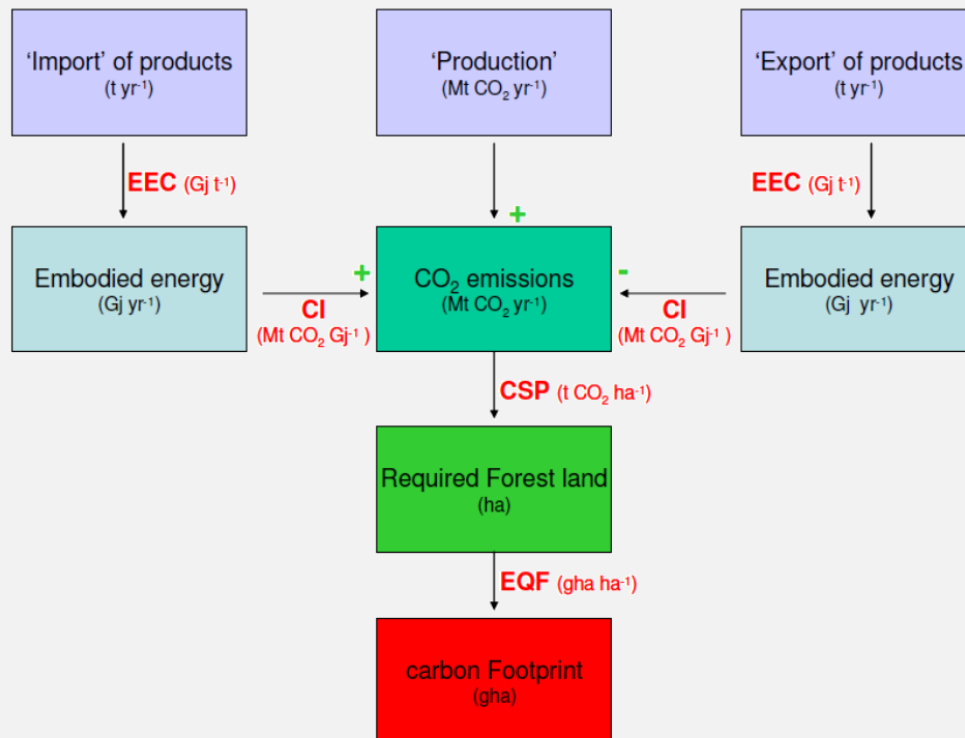 ‘Import’ of products
(t yr⁻¹)
‘Production’
(Mt CO₂ yr⁻¹)
‘Export’ of products
(t yr⁻¹)
EEC (Gj t⁻¹)
EEC (Gj t⁻¹)
+
Embodied energy
(Gj yr⁻¹)
+
CI
(Mt CO₂ Gj⁻¹)
CO₂ emissions
(Mt CO₂ yr⁻¹)
-
CI
(Mt CO₂ Gj⁻¹ )
Embodied energy
(Gj yr⁻¹)
CSP (t CO₂ ha⁻¹)
Required Forest land
(ha)
EQF (gha ha⁻¹)
carbon Footprint
(gha)